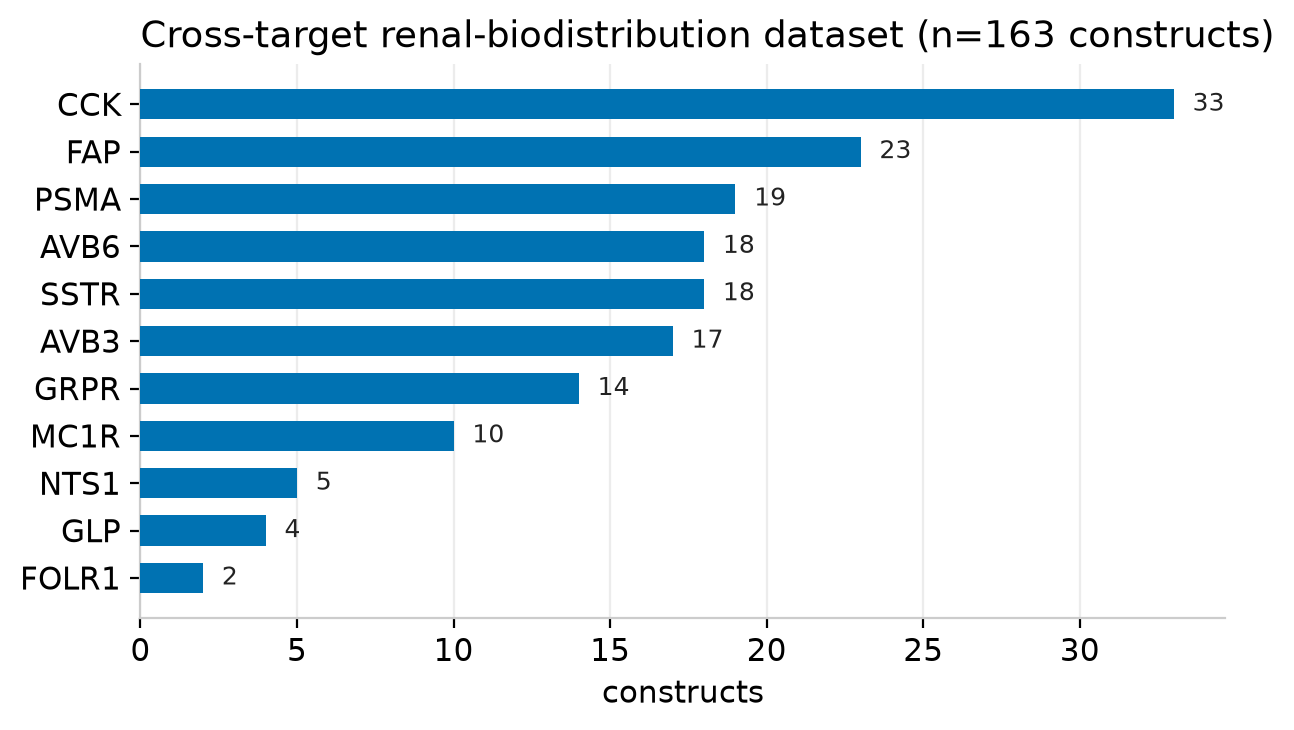 Cross-target renal-biodistribution dataset (n=163 constructs)
CCK 33
FAP 23
PSMA 19
AVB6 18
SSTR 18
AVB3 17
GRPR 14
MC1R 10
NTS1 5
GLP 4
FOLR1 2
0 5 10 15 20 25 30
constructs